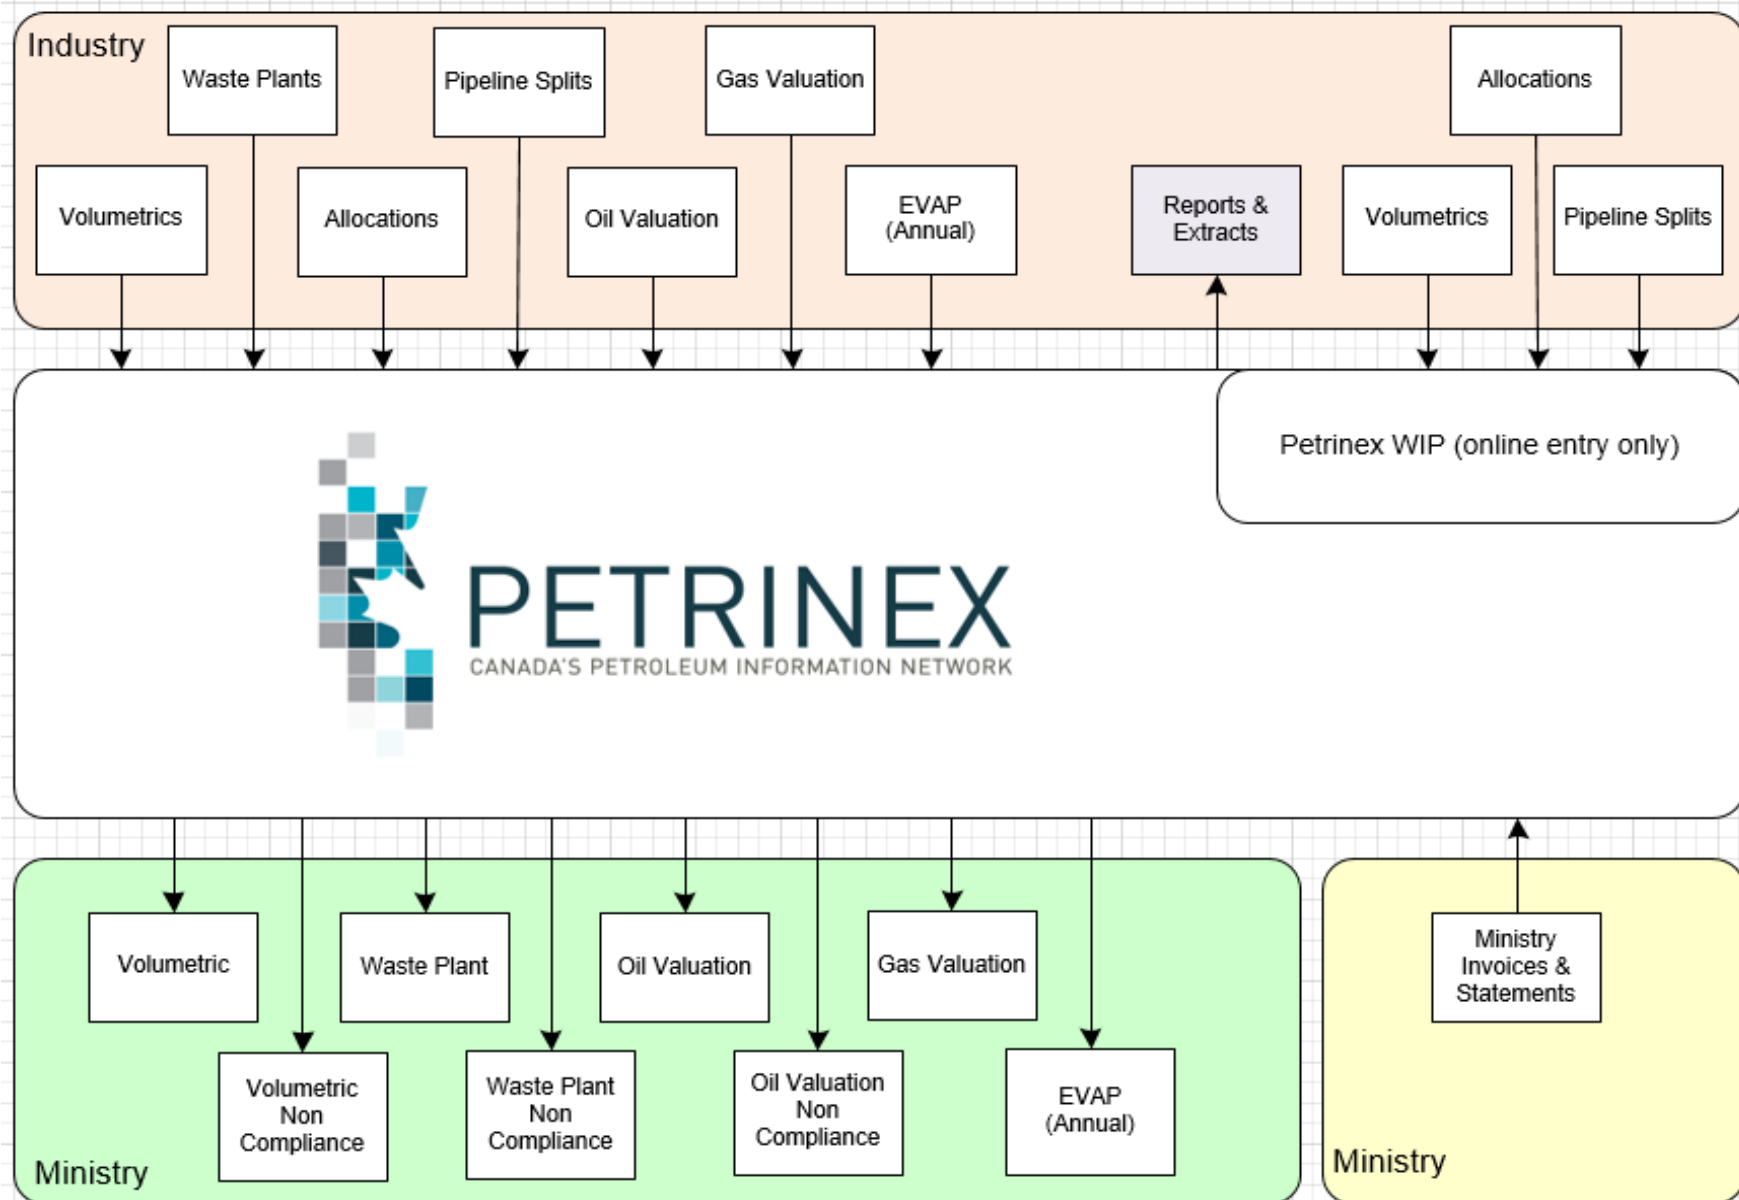 Industry
Waste Plants
Pipeline Splits
Gas Valuation
Allocations
Volumetrics
Allocations
Oil Valuation
EVAP
(Annual)
Reports &
Extracts
Volumetrics
Pipeline Splits
Petrinex WIP (online entry only)
PETRINEX
CANADA'S PETROLEUM INFORMATION NETWORK
Volumetric
Waste Plant
Oil Valuation
Gas Valuation
Ministry
Invoices &
Statements
Volumetric
Non
Compliance
Waste Plant
Non
Compliance
Oil Valuation
Non
Compliance
EVAP
(Annual)
Ministry
Ministry